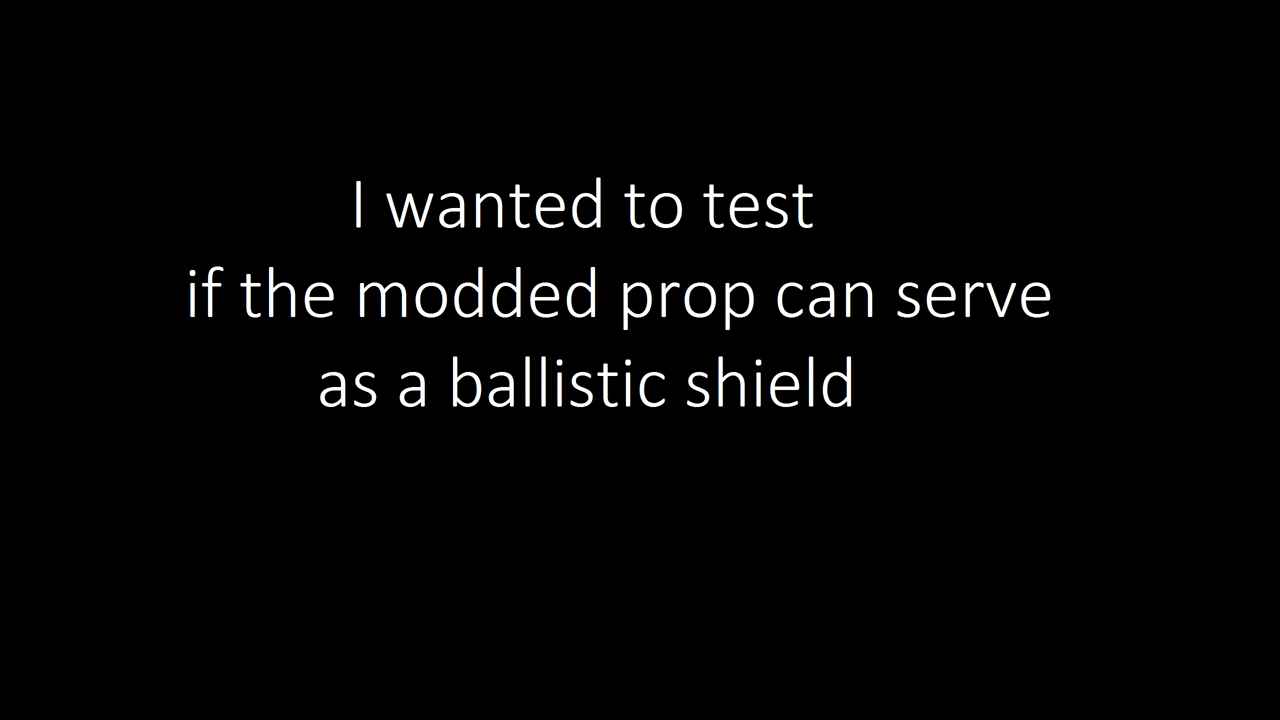 I wanted to test
if the modded prop can serve
as a ballistic shield